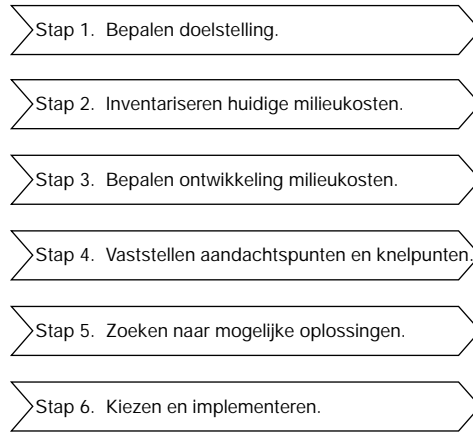 Stap 1. Bepalen doelstelling.
Stap 2. Inventariseren huidige milieukosten.
Stap 3. Bepalen ontwikkeling milieukosten.
Stap 4. Vaststellen aandachtspunten en knelpunten.
Stap 5. Zoeken naar mogelijke oplossingen.
Stap 6. Kiezen en implementeren.